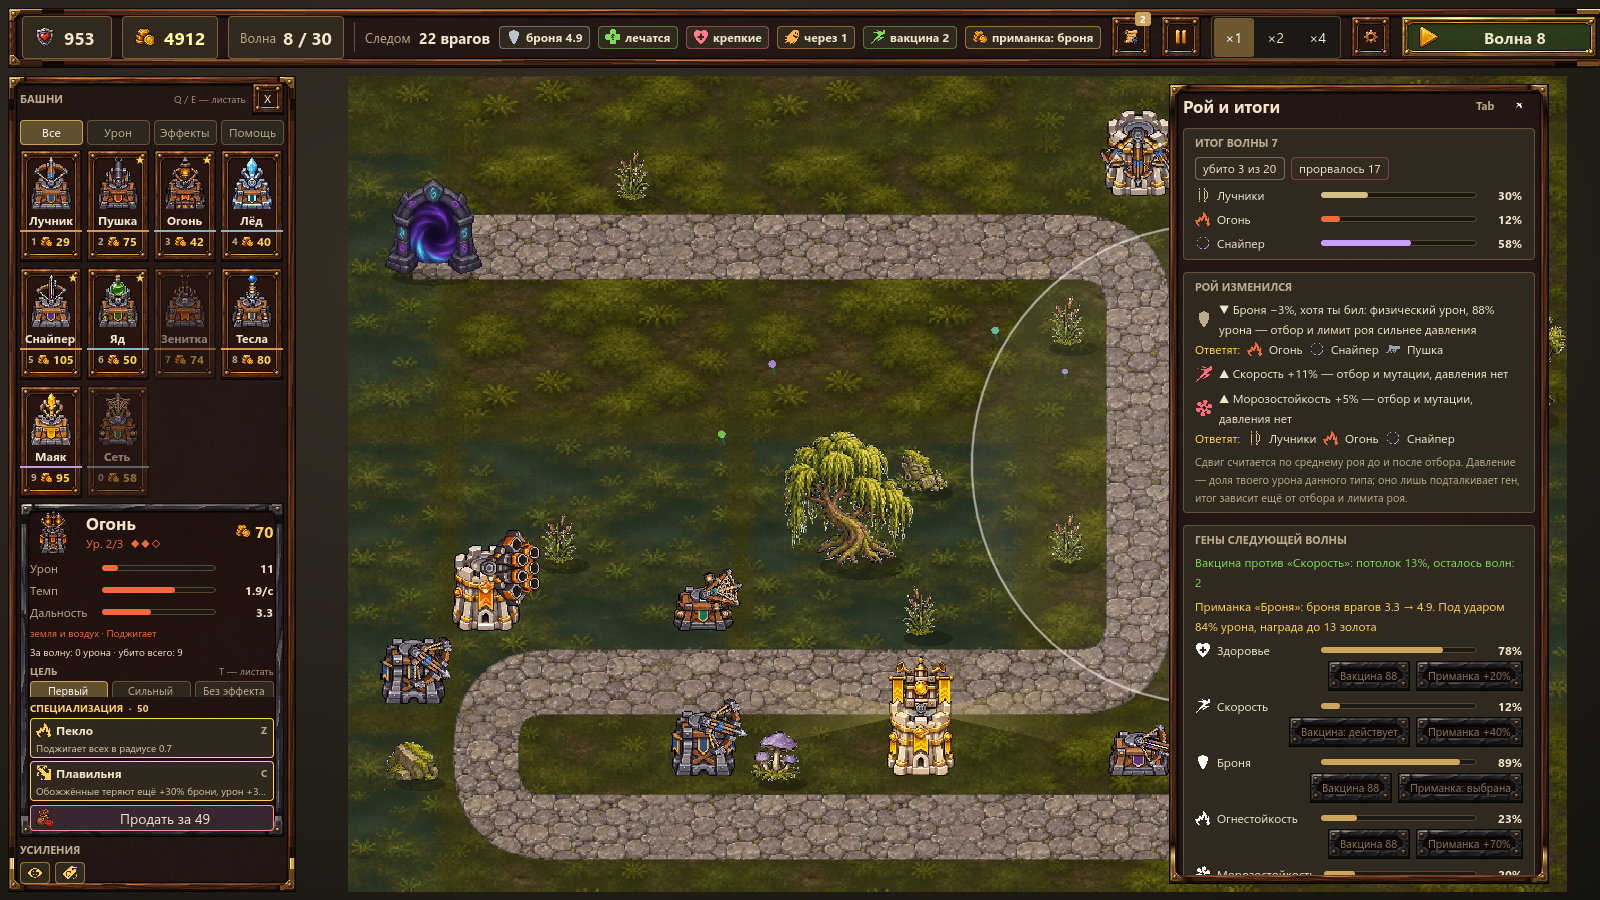 953
4912
Волна 8 / 30
Следом 22 врагов
броня 4.9
лечатся
крепкие
через 1
вакцина 2
приманка: броня
2
×1
×2
×4
Волна 8
БАШНИ
Q / E — листать
X
Все
Урон
Эффекты
Помощь
Лучник
1 29
Пушка
2 75
Огонь
3 42
Лёд
4 40
Снайпер
5 105
Яд
6 50
Зенитка
7 74
Тесла
8 80
Маяк
9 95
Сеть
0 58
Огонь
70
Ур. 2/3
Урон 11
Темп 1.9/с
Дальность 3.3
земля и воздух · Поджигает
За волну: 0 урона · убито всего: 9
ЦЕЛЬ
T — листать
Первый
Сильный
Без эффекта
СПЕЦИАЛИЗАЦИЯ · 50
Пекло Z
Поджигает всех в радиусе 0.7
Плавильня C
Обожжённые теряют ещё +30% брони, урон +3...
Продать за 49
УСИЛЕНИЯ
Рой и итоги
Tab
ИТОГ ВОЛНЫ 7
убито 3 из 20
прорвалось 17
Лучники 30%
Огонь 12%
Снайпер 58%
РОЙ ИЗМЕНИЛСЯ
▼ Броня −3%, хотя ты бил: физический урон, 88%
урона — отбор и лимит роя сильнее давления
Ответят: Огонь Снайпер Пушка
▲ Скорость +11% — отбор и мутации, давления нет
▲ Морозостойкость +5% — отбор и мутации,
давления нет
Ответят: Лучники Огонь Снайпер
Сдвиг считается по среднему роя до и после отбора. Давление
— доля твоего урона данного типа; оно лишь подталкивает ген,
итог зависит ещё от отбора и лимита роя.
ГЕНЫ СЛЕДУЮЩЕЙ ВОЛНЫ
Вакцина против «Скорость»: потолок 13%, осталось волн:
2
Приманка «Броня»: броня врагов 3.3 → 4.9. Под ударом
84% урона, награда до 13 золота
Здоровье 78%
Вакцина 88
Приманка +20%
Скорость 12%
Вакцина: действует
Приманка +40%
Броня 89%
Вакцина 88
Приманка: выбрана
Огнестойкость 23%
Вакцина 88
Приманка +70%
Морозостойкость 20%